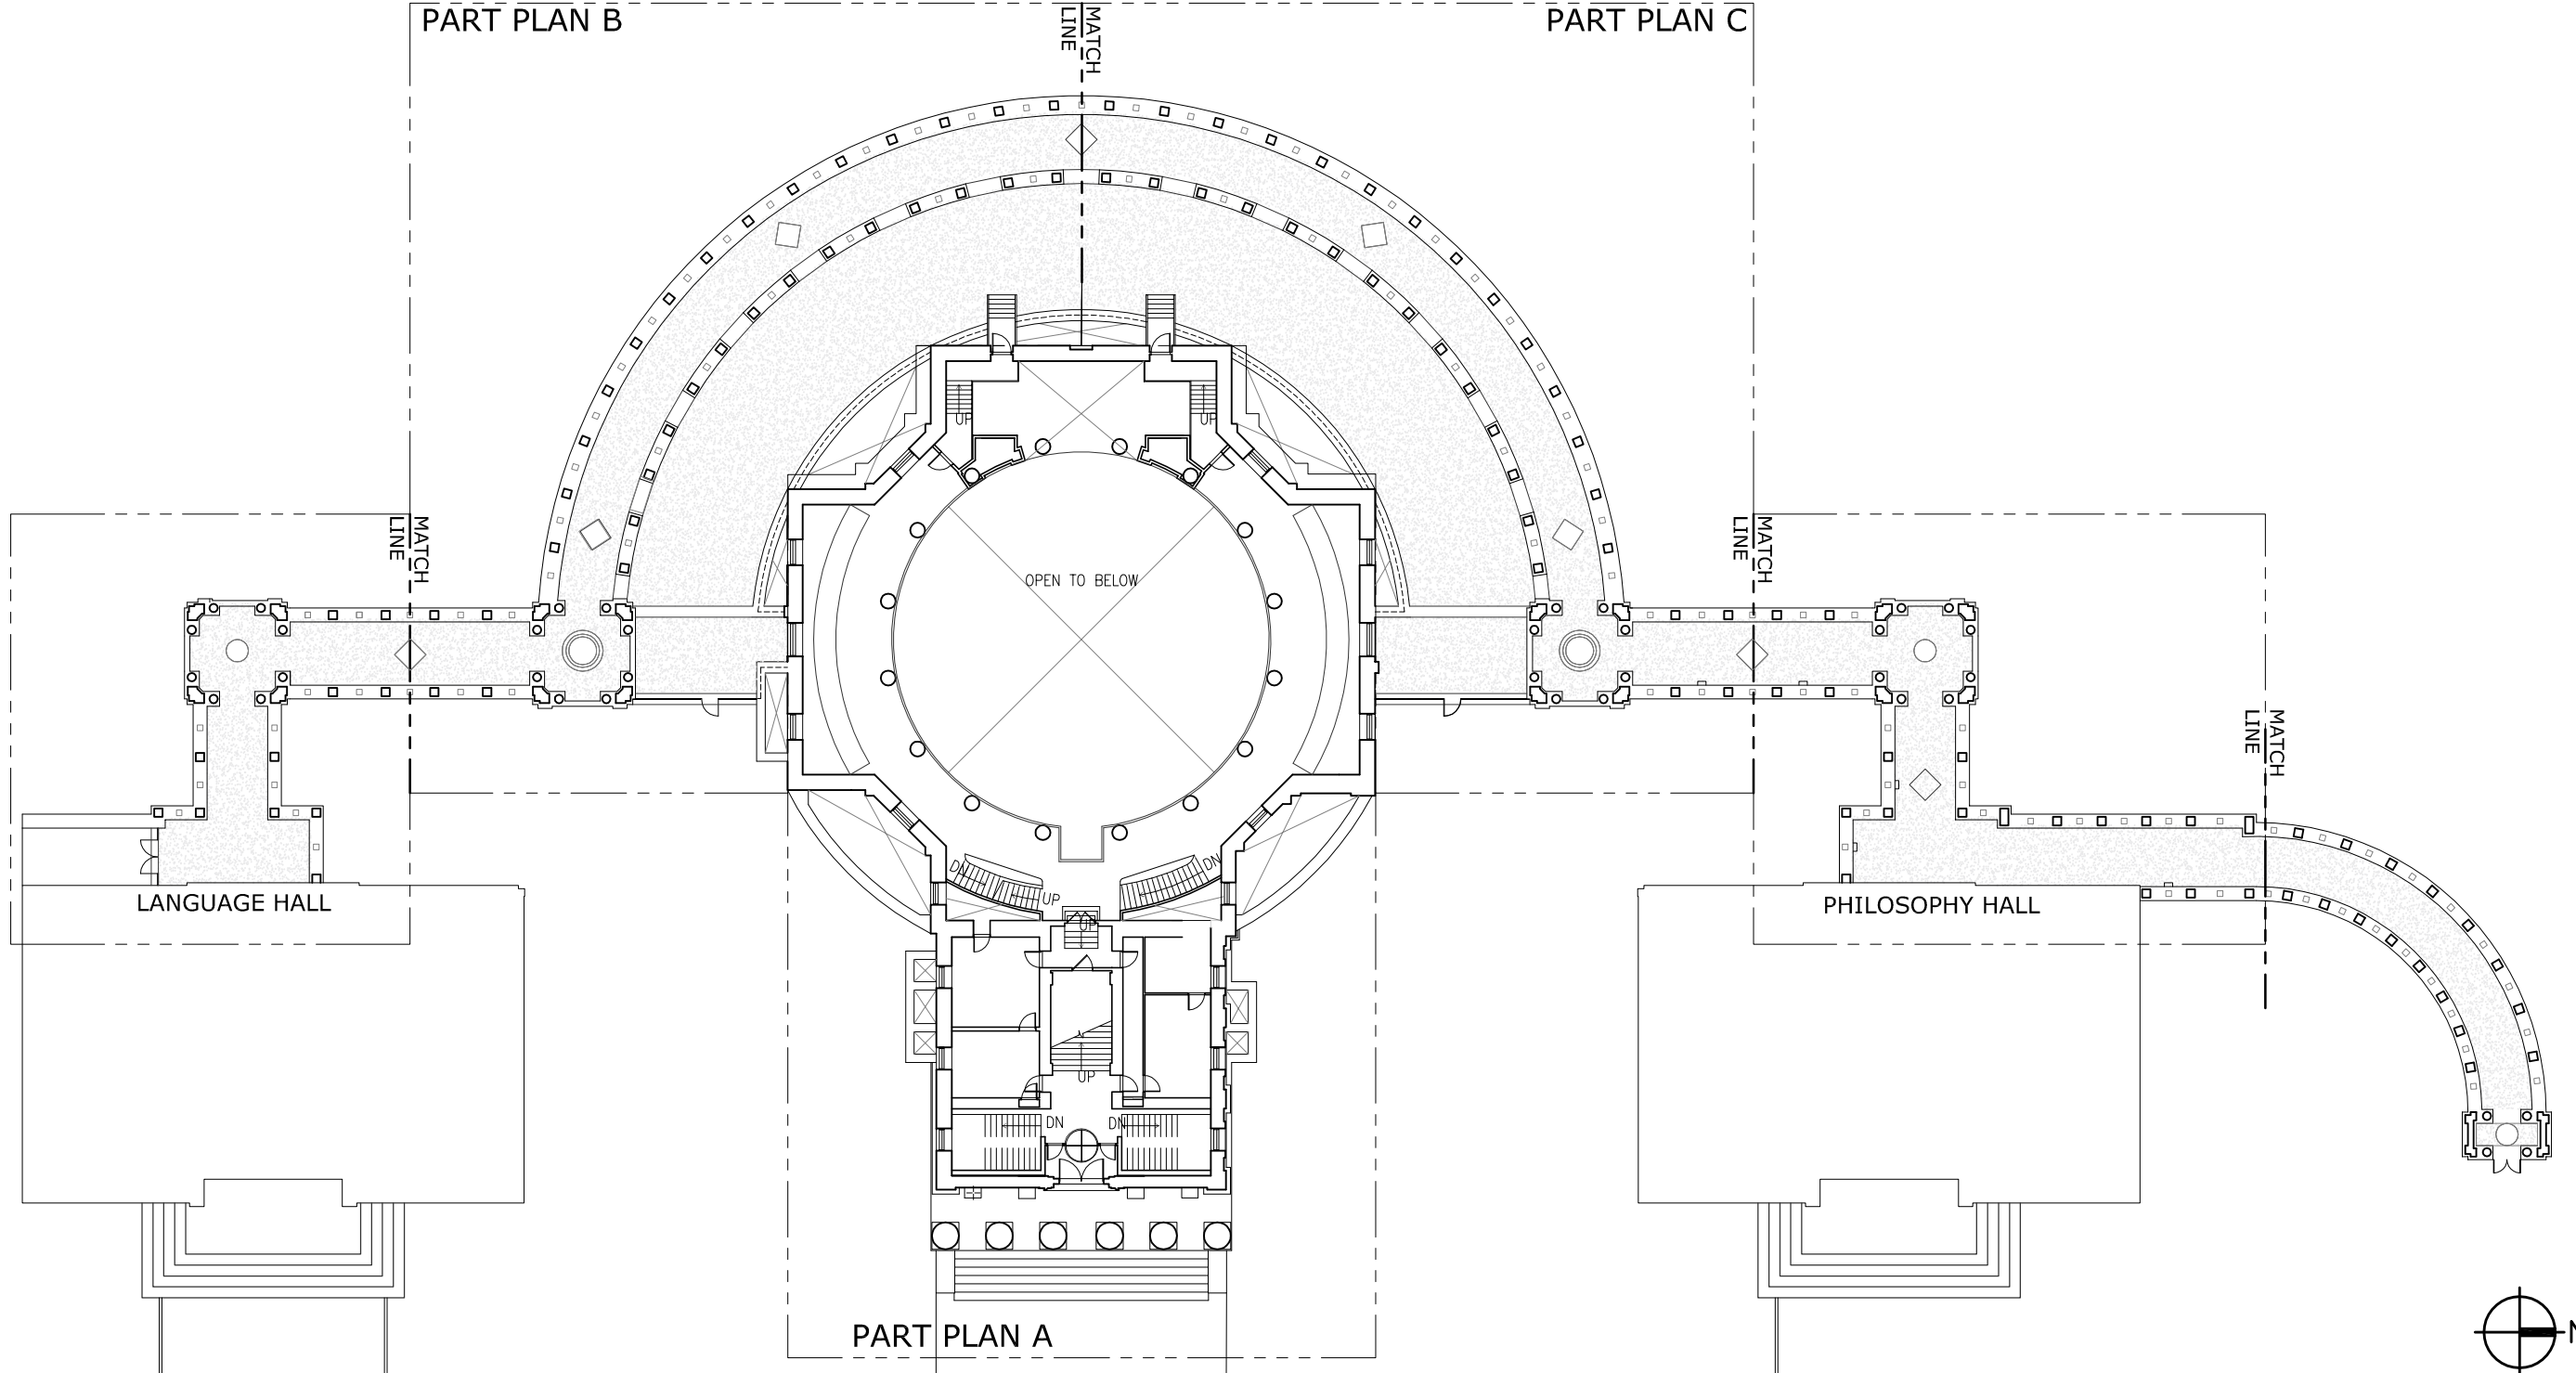 PART PLAN B
MATCH
LINE
PART PLAN C
UP
UP
MATCH
LINE
MATCH
LINE
OPEN TO BELOW
MATCH
LINE
DN
DN
UP
LANGUAGE HALL
UP
PHILOSOPHY HALL
UP
DN
DN
PART PLAN A
N